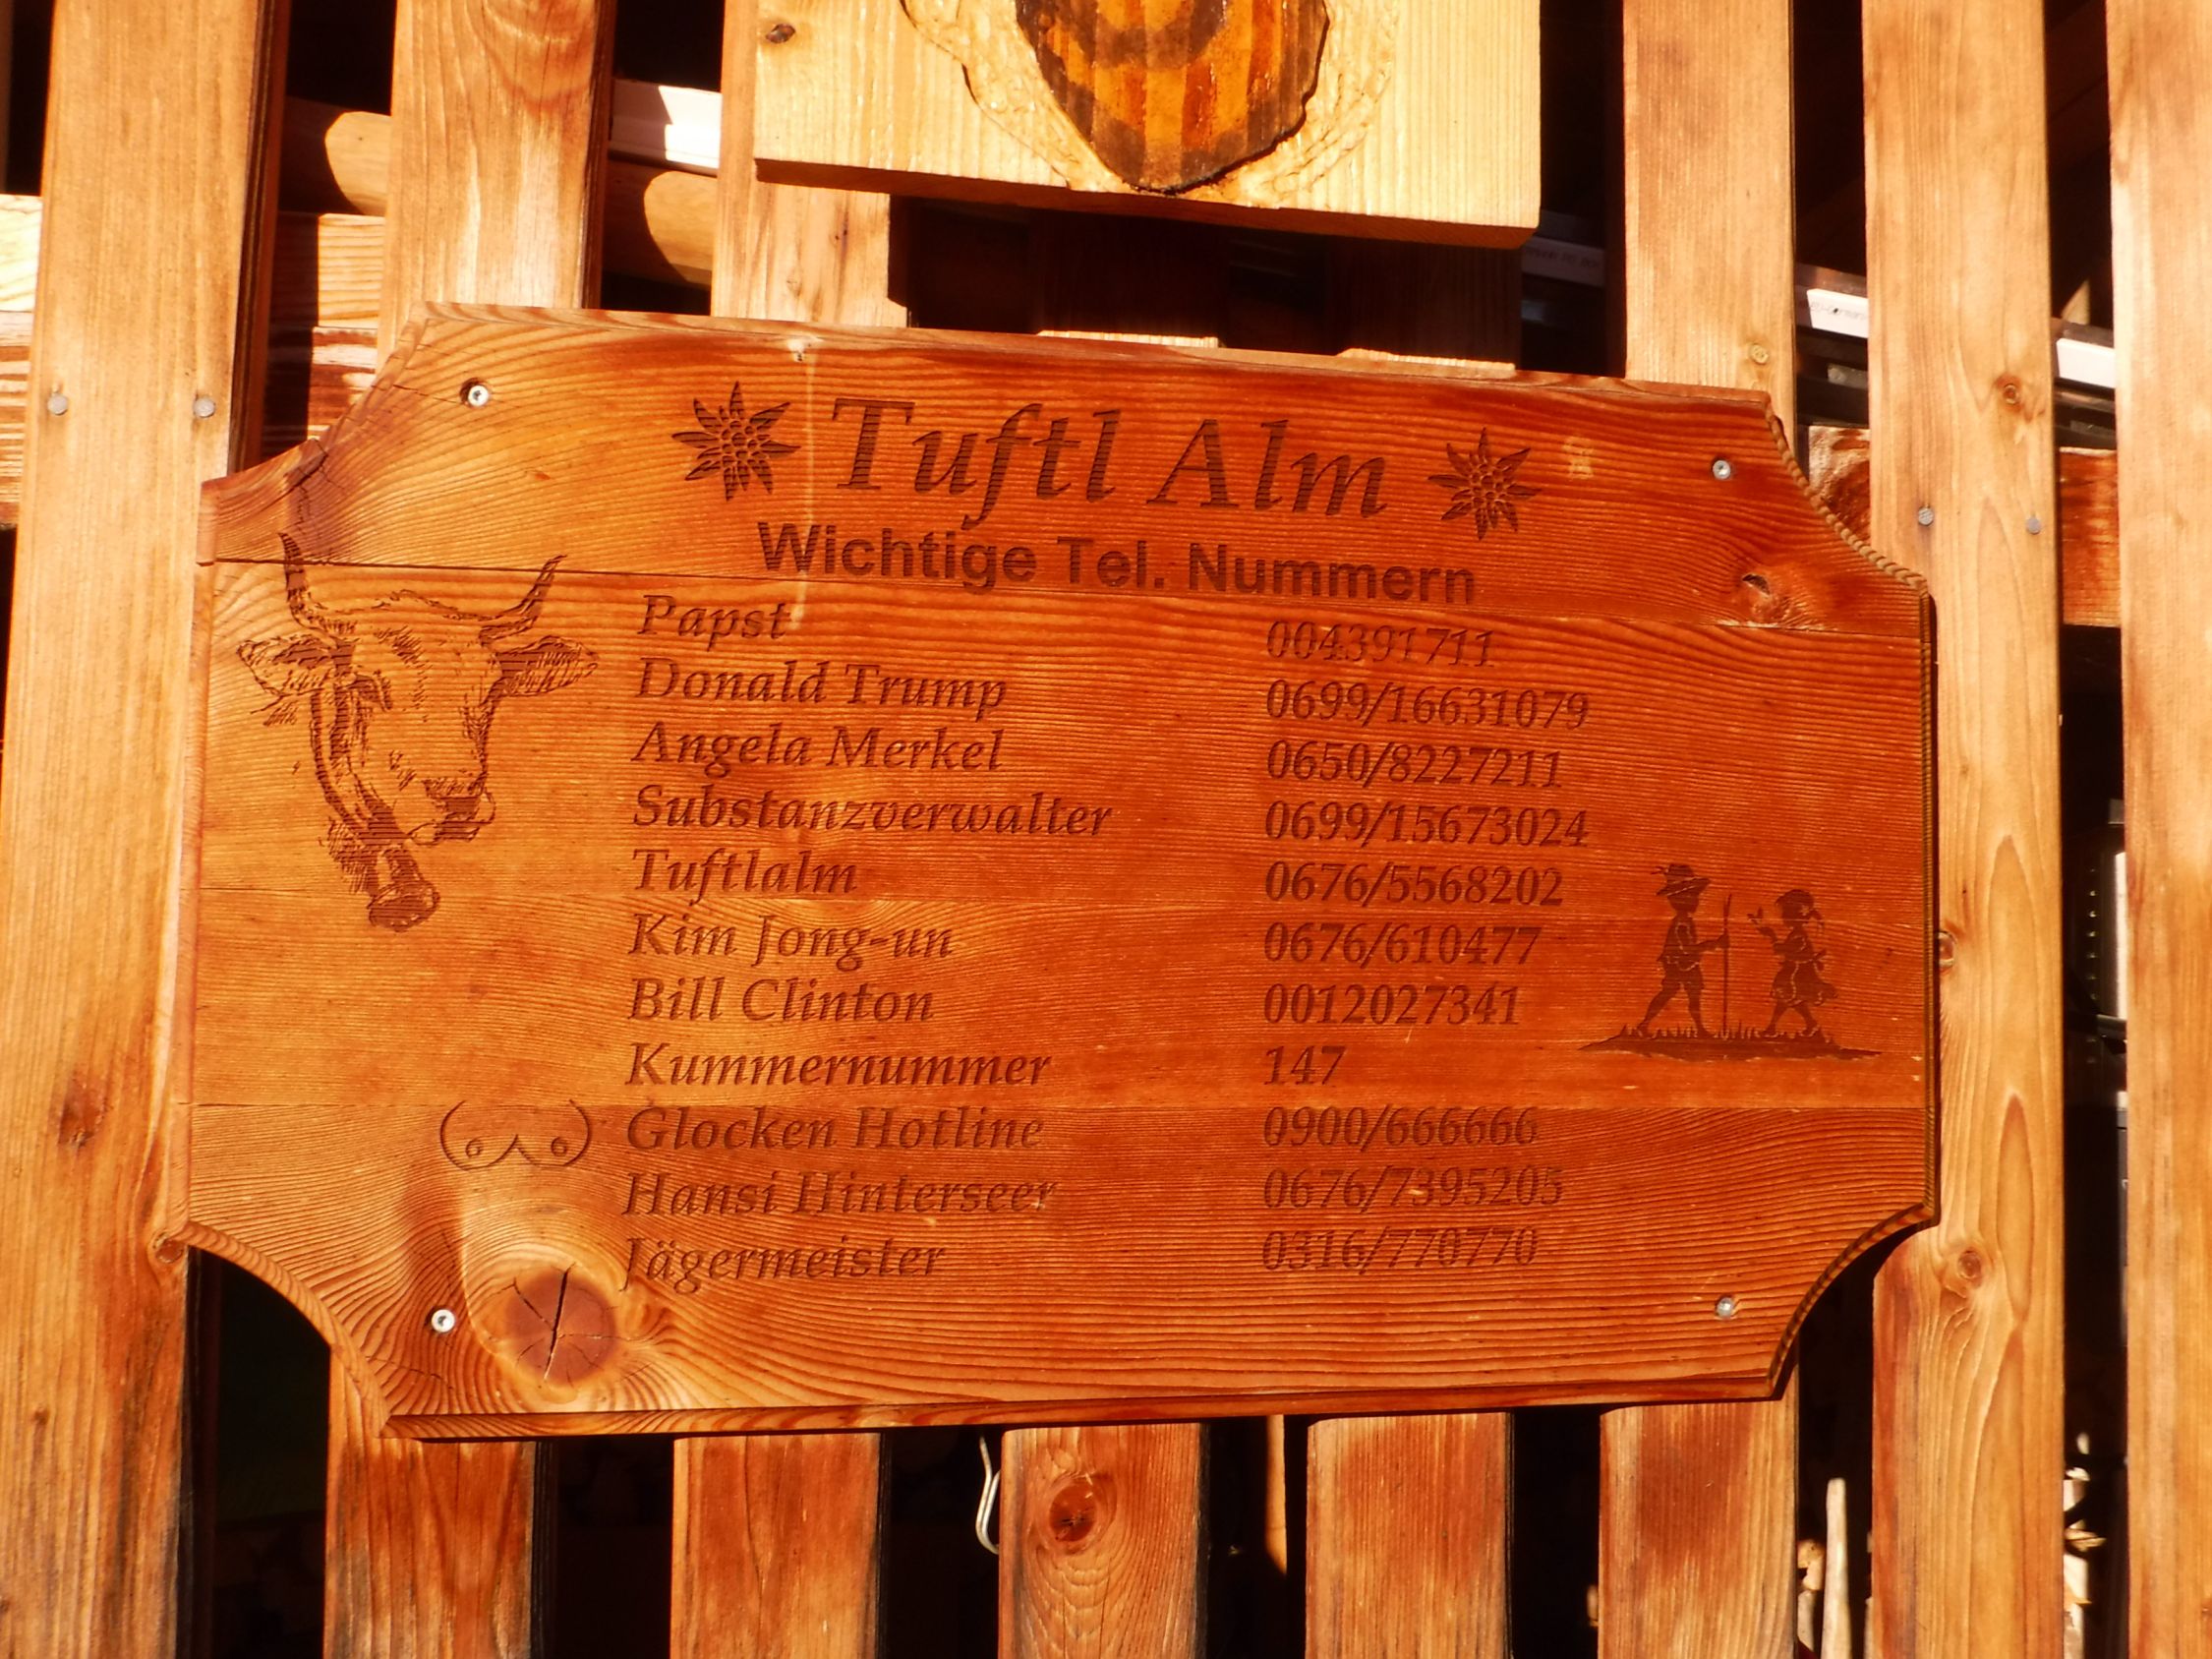 Tuftl Alm
Wichtige Tel. Nummern
Papst 004391711
Donald Trump 0699/16631079
Angela Merkel 0650/8227211
Substanzverwalter 0699/15673024
Tuftlalm 0676/5568202
Kim Jong-un 0676/610477
Bill Clinton 0012027341
Kummernummer 147
Glocken Hotline 0900/666666
Hansi Hinterseer 0676/7395205
Jägermeister 0316/770770